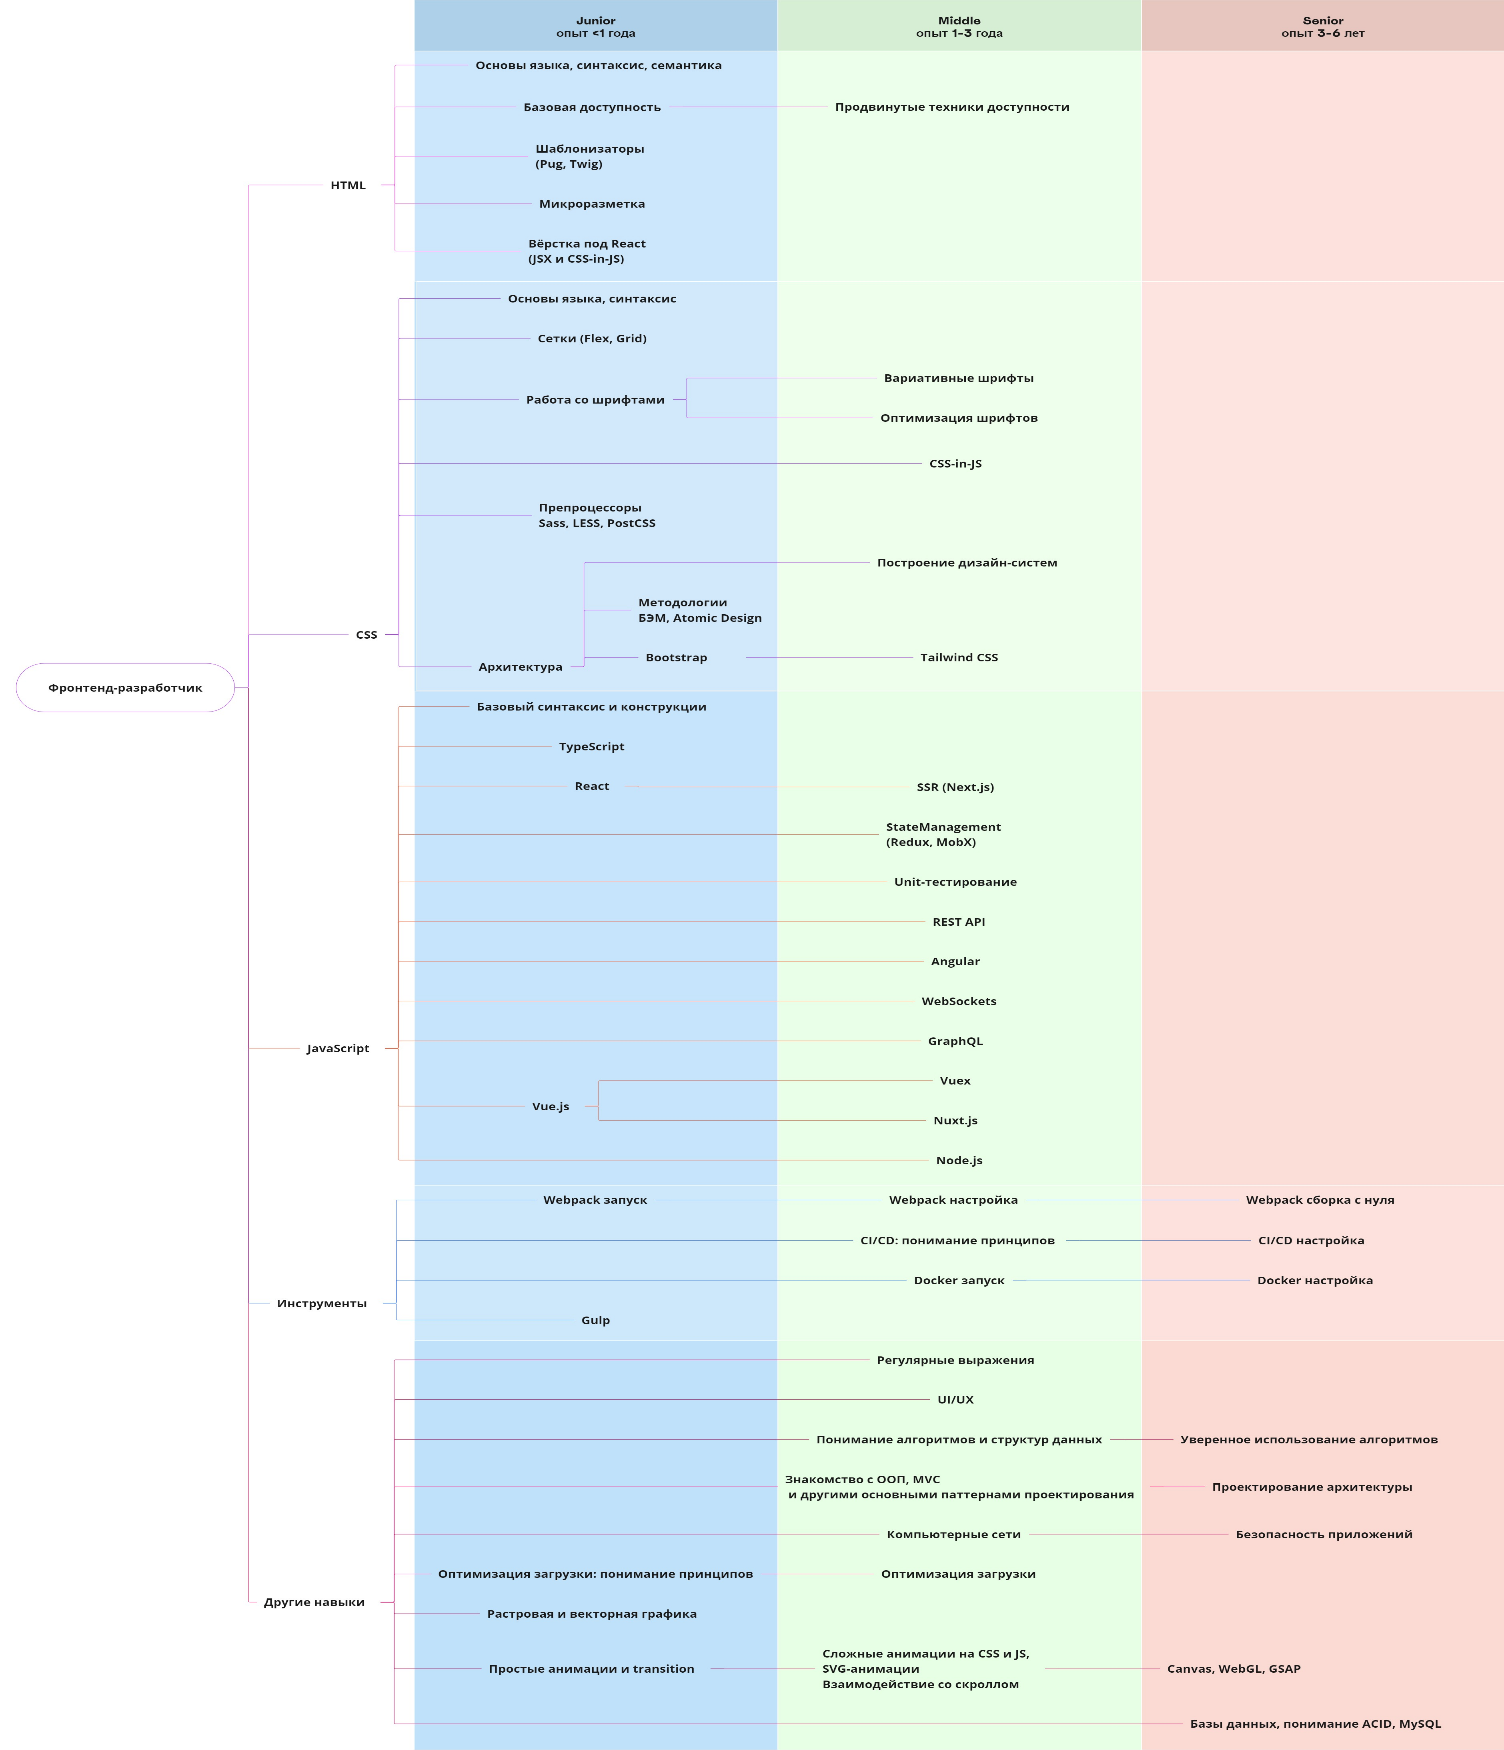 Junior
опыт <1 года
Middle
опыт 1-3 года
Senior
опыт 3-6 лет
Основы языка, синтаксис, семантика
Базовая доступность
Продвинутые техники доступности
Шаблонизаторы
(Pug, Twig)
HTML
Микроразметка
Вёрстка под React
(JSX и CSS-in-JS)
Основы языка, синтаксис
Сетки (Flex, Grid)
Вариативные шрифты
Работа со шрифтами
Оптимизация шрифтов
CSS-in-JS
Препроцессоры
Sass, LESS, PostCSS
Построение дизайн-систем
Методологии
БЭМ, Atomic Design
CSS
Bootstrap
Tailwind CSS
Архитектура
Фронтенд-разработчик
Базовый синтаксис и конструкции
TypeScript
React
SSR (Next.js)
StateManagement
(Redux, MobX)
Unit-тестирование
REST API
Angular
WebSockets
GraphQL
JavaScript
Vuex
Vue.js
Nuxt.js
Node.js
Webpack запуск
Webpack настройка
Webpack сборка с нуля
CI/CD: понимание принципов
CI/CD настройка
Docker запуск
Docker настройка
Инструменты
Gulp
Регулярные выражения
UI/UX
Понимание алгоритмов и структур данных
Уверенное использование алгоритмов
Знакомство с ООП, MVC
и другими основными паттернами проектирования
Проектирование архитектуры
Компьютерные сети
Безопасность приложений
Оптимизация загрузки: понимание принципов
Оптимизация загрузки
Другие навыки
Растровая и векторная графика
Простые анимации и transition
Сложные анимации на CSS и JS,
SVG-анимации
Взаимодействие со скроллом
Canvas, WebGL, GSAP
Базы данных, понимание ACID, MySQL